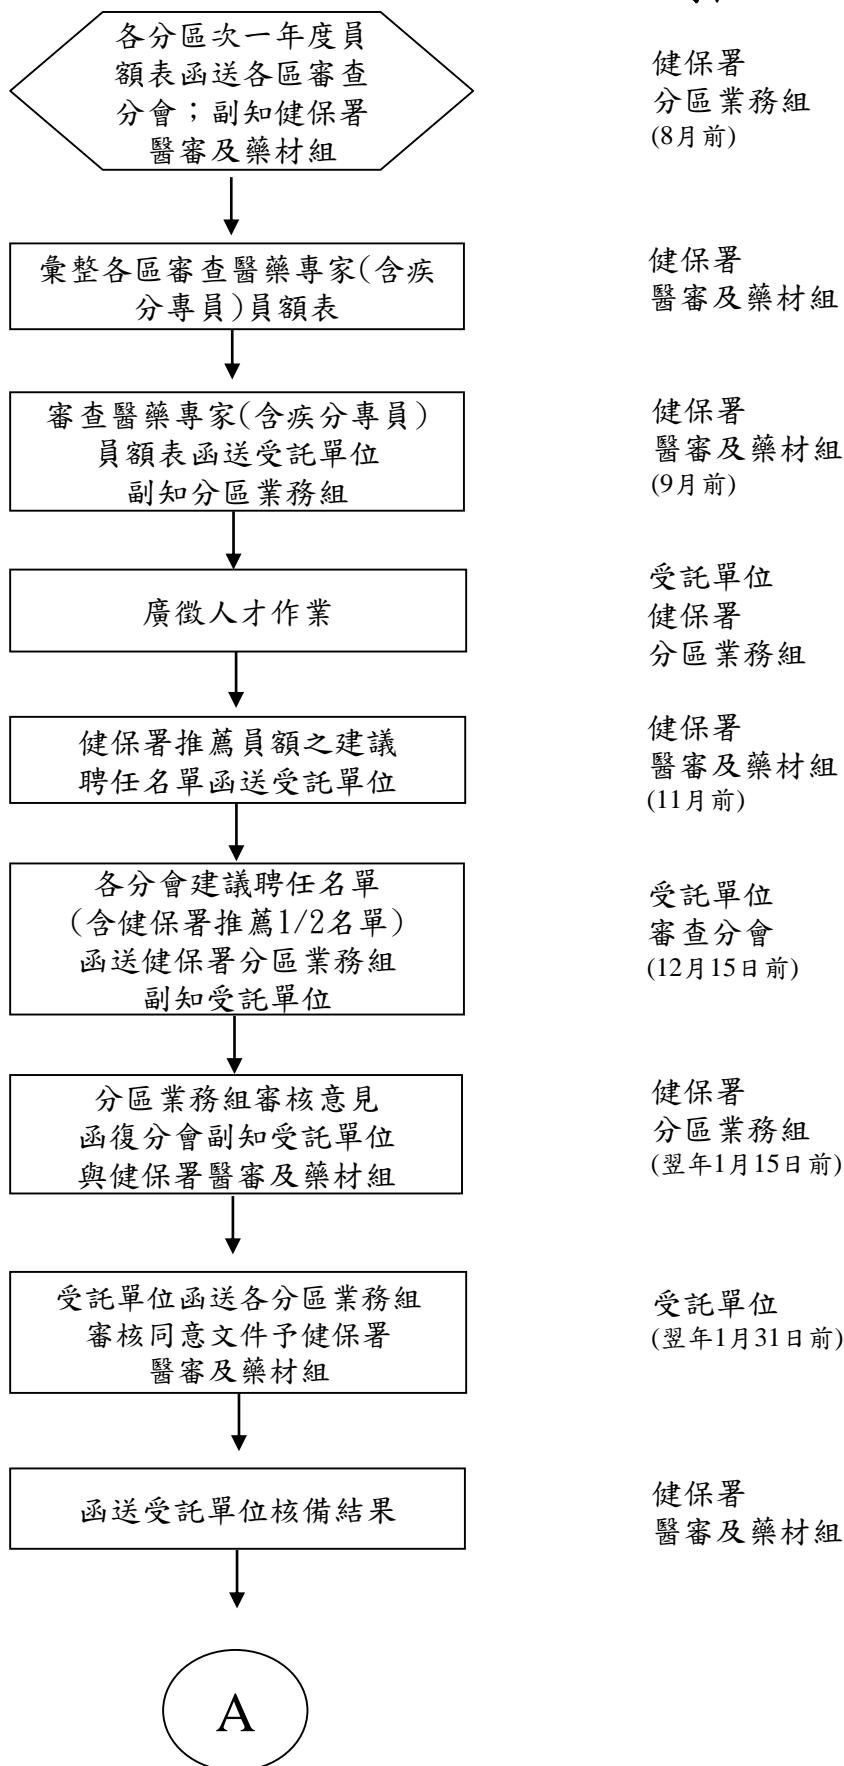 各分區次一年度員
額表函送各區審查
分會；副知健保署
醫審及藥材組
健保署
分區業務組
(8月前)
彙整各區審查醫藥專家(含疾
分專員)員額表
健保署
醫審及藥材組
審查醫藥專家(含疾分專員)
員額表函送受託單位
副知分區業務組
健保署
醫審及藥材組
(9月前)
廣徵人才作業
受託單位
健保署
分區業務組
健保署推薦員額之建議
聘任名單函送受託單位
健保署
醫審及藥材組
(11月前)
各分會建議聘任名單
(含健保署推薦1/2名單)
函送健保署分區業務組
副知受託單位
受託單位
審查分會
(12月15日前)
分區業務組審核意見
函復分會副知受託單位
與健保署醫審及藥材組
健保署
分區業務組
(翌年1月15日前)
受託單位函送各分區業務組
審核同意文件予健保署
醫審及藥材組
受託單位
(翌年1月31日前)
函送受託單位核備結果
健保署
醫審及藥材組
A